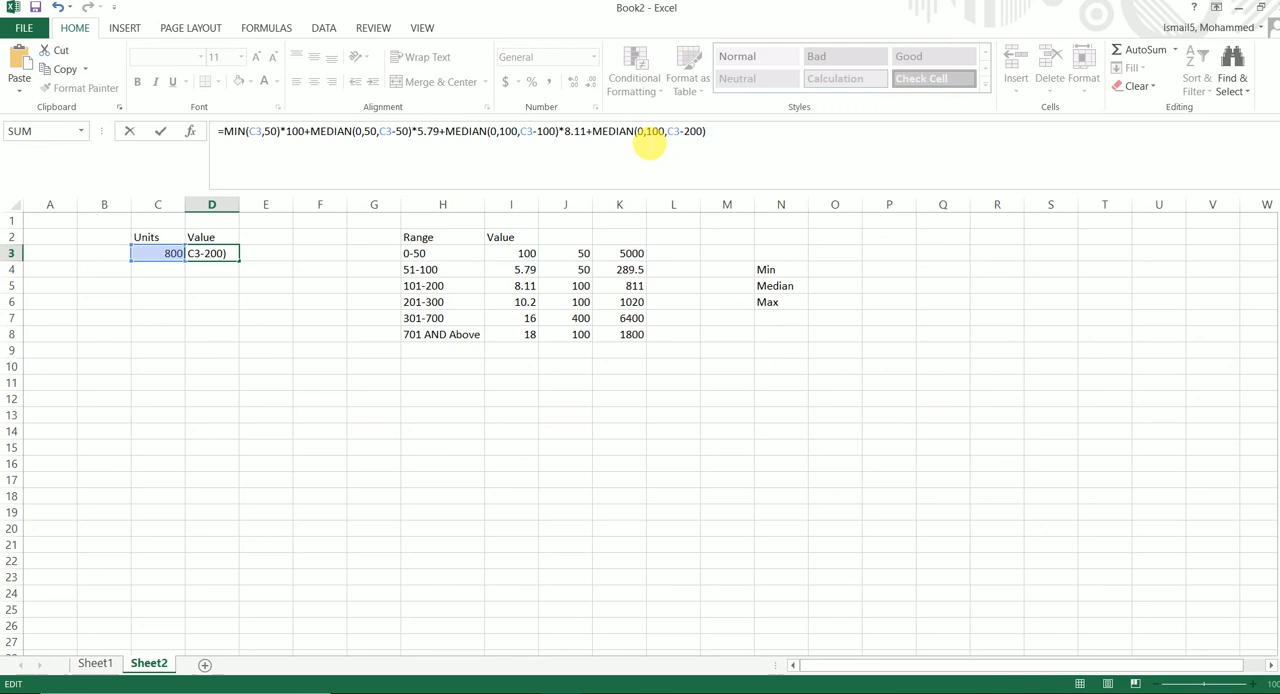 Book2 - Excel
?
FILE HOME INSERT PAGE LAYOUT FORMULAS DATA REVIEW VIEW
Ismail5, Mohammed
Paste
Cut
Copy
Format Painter
Clipboard
11
B I U
Font
Wrap Text
Merge & Center
Alignment
General
$ % ,
Number
Conditional Formatting
Format as Table
Normal Bad Good
Neutral Calculation Check Cell
Styles
Insert Delete Format
Cells
AutoSum
Fill
Clear
Sort & Filter
Find & Select
Editing
SUM
fx
=MIN(C3,50)*100+MEDIAN(0,50,C3-50)*5.79+MEDIAN(0,100,C3-100)*8.11+MEDIAN(0,100,C3-200)
A B C D E F G H I J K L M N O P Q R S T U V W
1
2 Units Value Range Value
3 800 C3-200) 0-50 100 50 5000
4 51-100 5.79 50 289.5 Min
5 101-200 8.11 100 811 Median
6 201-300 10.2 100 1020 Max
7 301-700 16 400 6400
8 701 AND Above 18 100 1800
9
10
11
12
13
14
15
16
17
18
19
20
21
22
23
24
25
26
27
Sheet1 Sheet2
EDIT